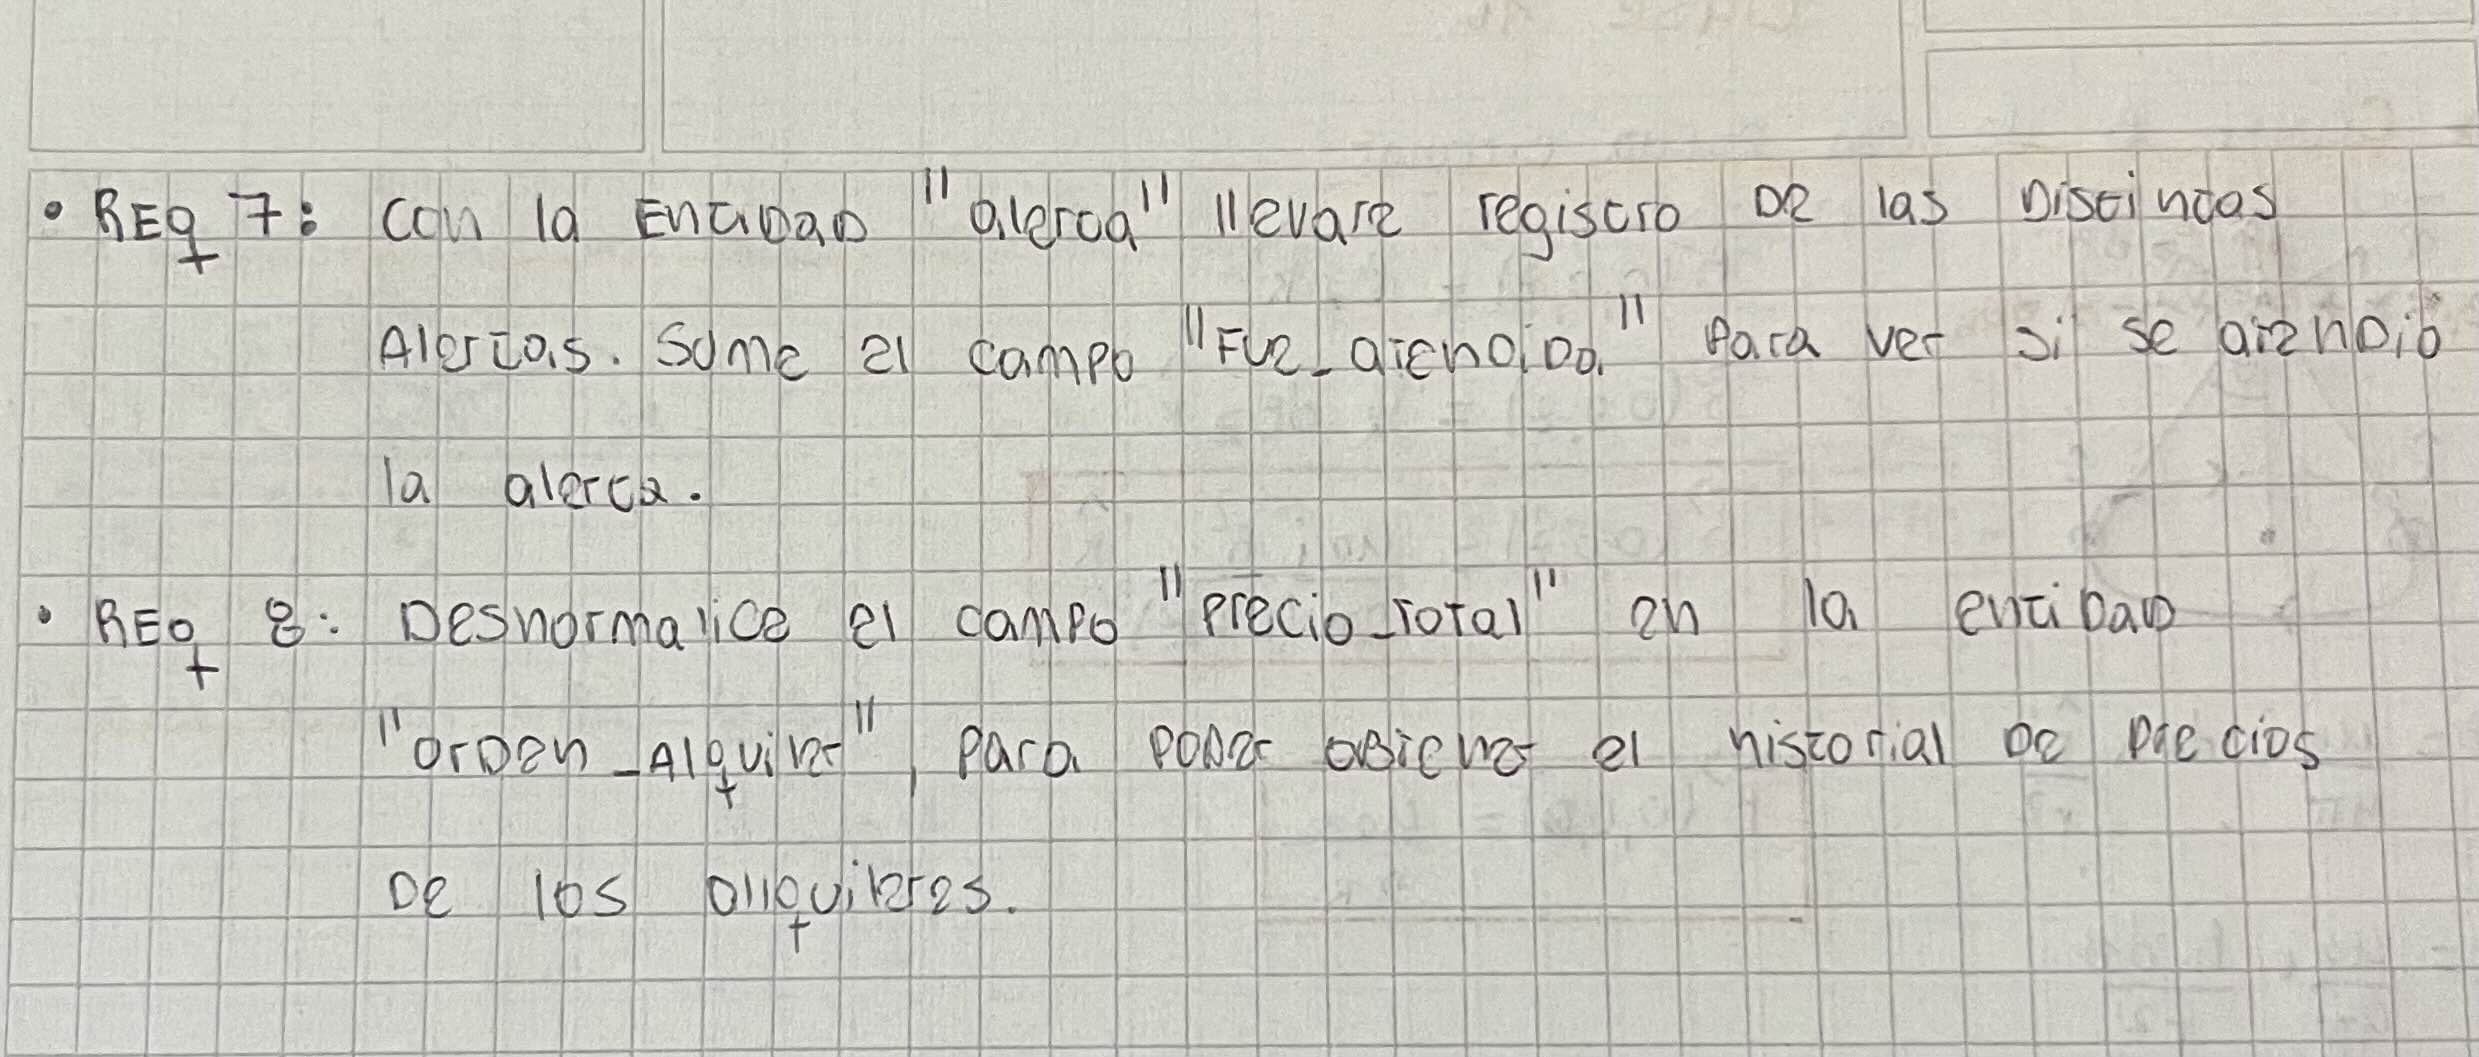 • REQ 7: Con la Entidad "alerta" llevare registro de las Distintas
Alertas. Sume el campo "Fue_atendida" Para ver si se atendió
la alerta.
• REQ 8: Desnormalice el campo "Precio_Total" en la entidad
"orden_Alquiler", para poder obtener el historial de precios
De los alquileres.